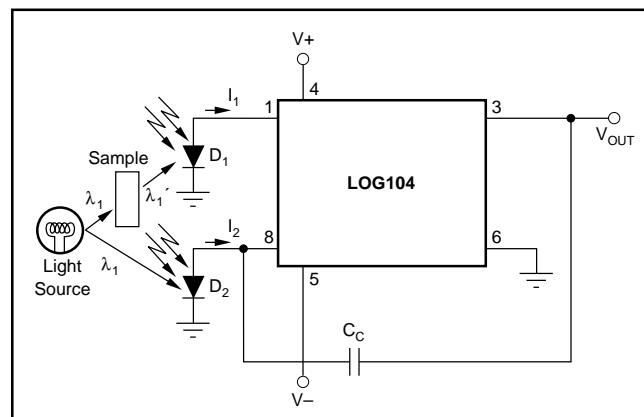 V+
4
I1
1
3
VOUT
Sample
D1
LOG104
λ1
λ1´
I2
8
6
Light
Source
λ1
D2
5
CC
V–